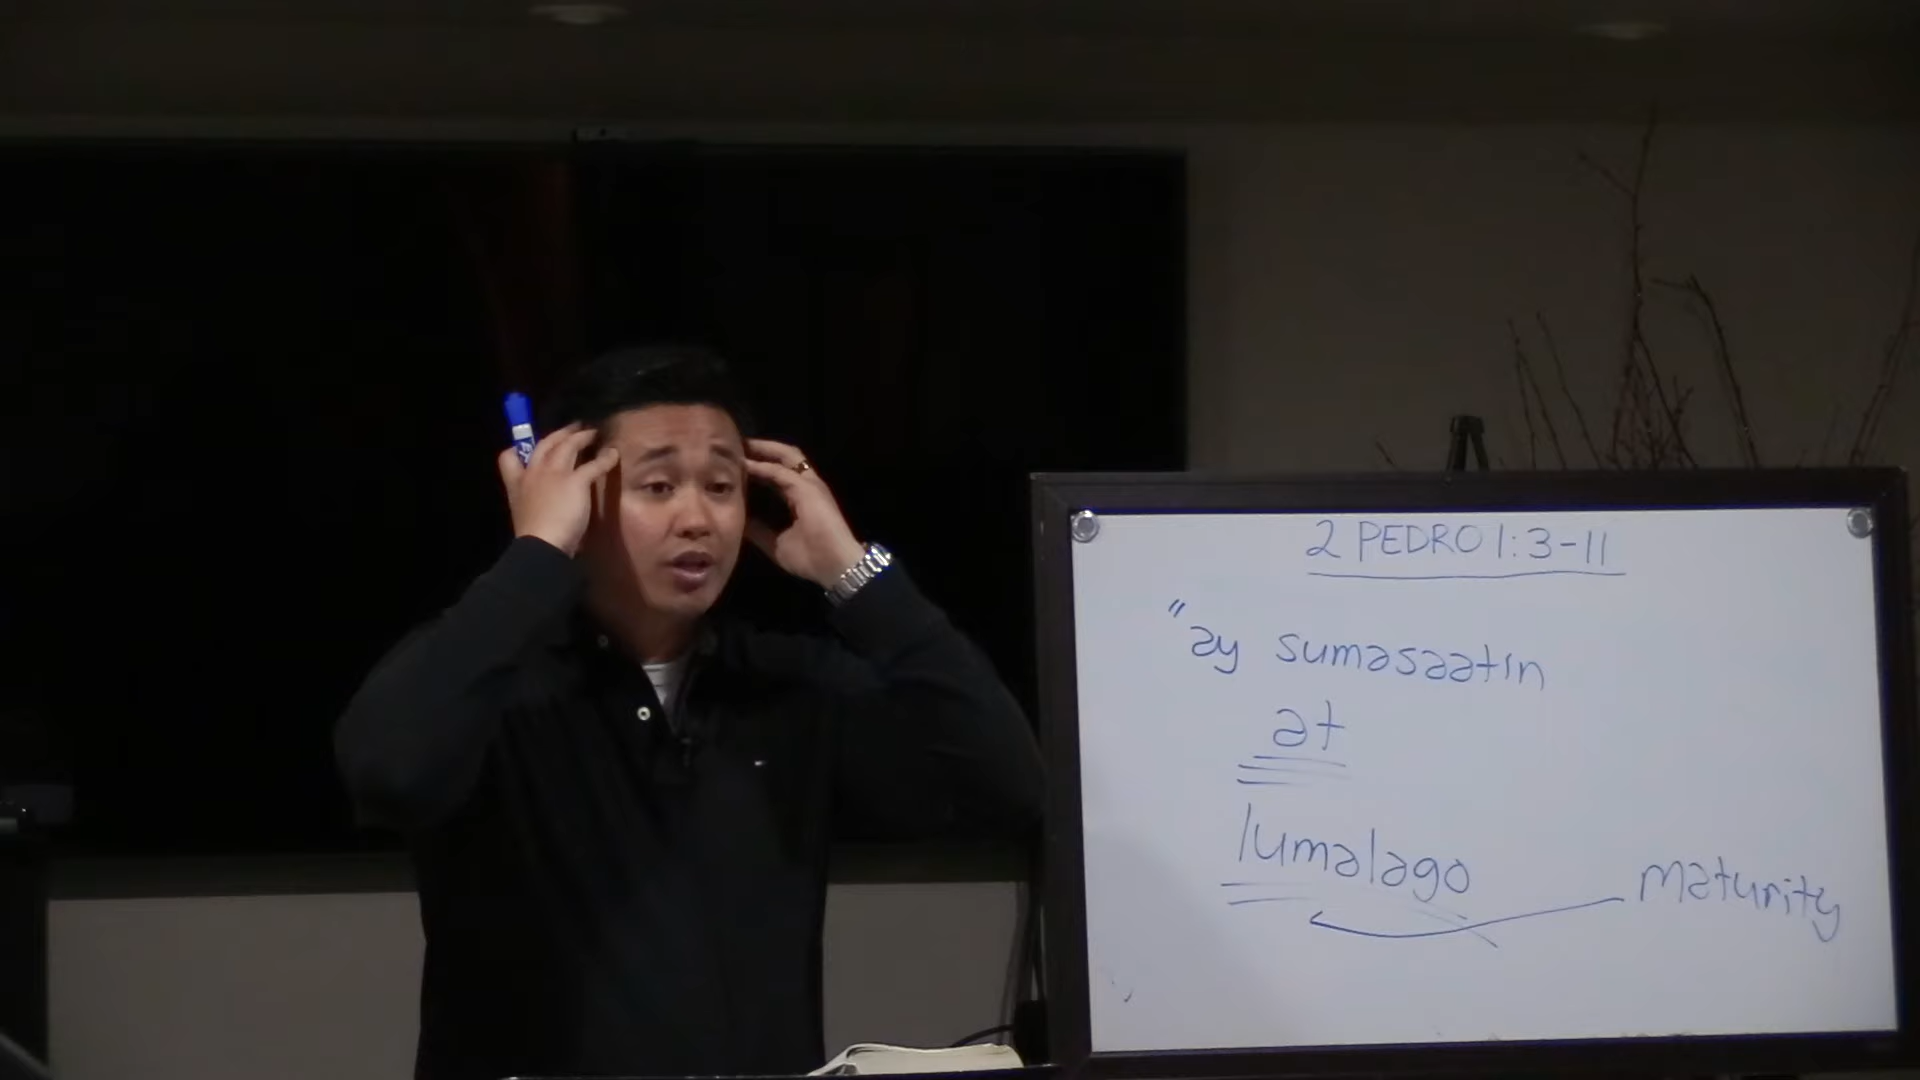 2 PEDRO 1:3-11
"ay sumasaatin
at
lumalago
maturity